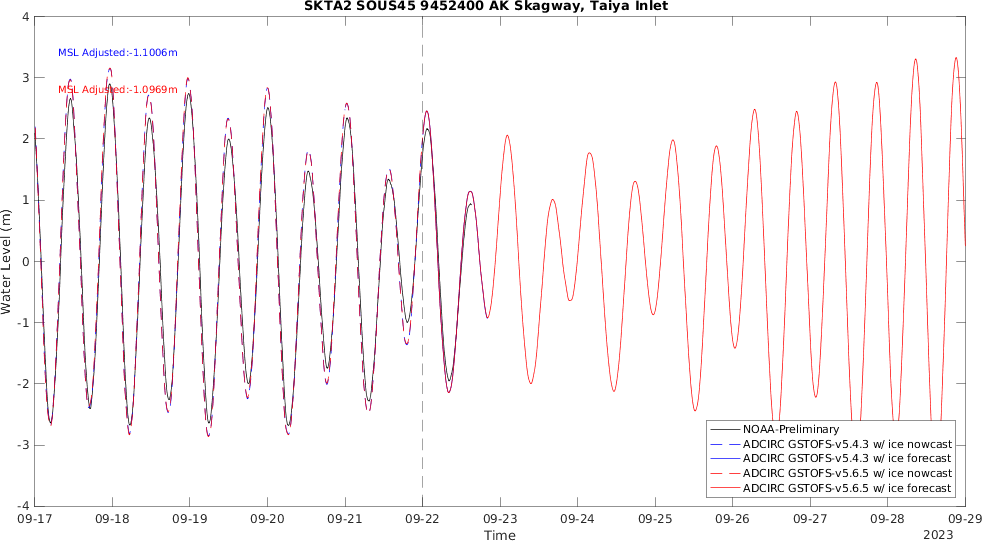 SKTA2 SOUS45 9452400 AK Skagway, Taiya Inlet
4
3
2
1
0
-1
-2
-3
-4
Water Level (m)
MSL Adjusted:-1.1006m
MSL Adjusted:-1.0969m
NOAA-Preliminary
ADCIRC GSTOFS-v5.4.3 w/ ice nowcast
ADCIRC GSTOFS-v5.4.3 w/ ice forecast
ADCIRC GSTOFS-v5.6.5 w/ ice nowcast
ADCIRC GSTOFS-v5.6.5 w/ ice forecast
09-17 09-18 09-19 09-20 09-21 09-22 09-23 09-24 09-25 09-26 09-27 09-28 09-29
Time
2023